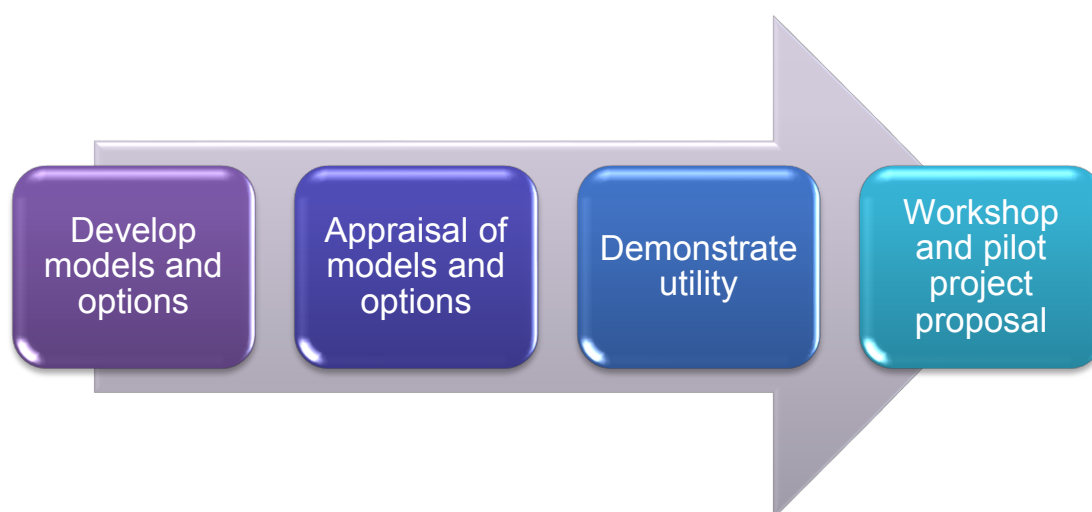 Develop
models and
options
Appraisal of
models and
options
Demonstrate
utility
Workshop
and pilot
project
proposal